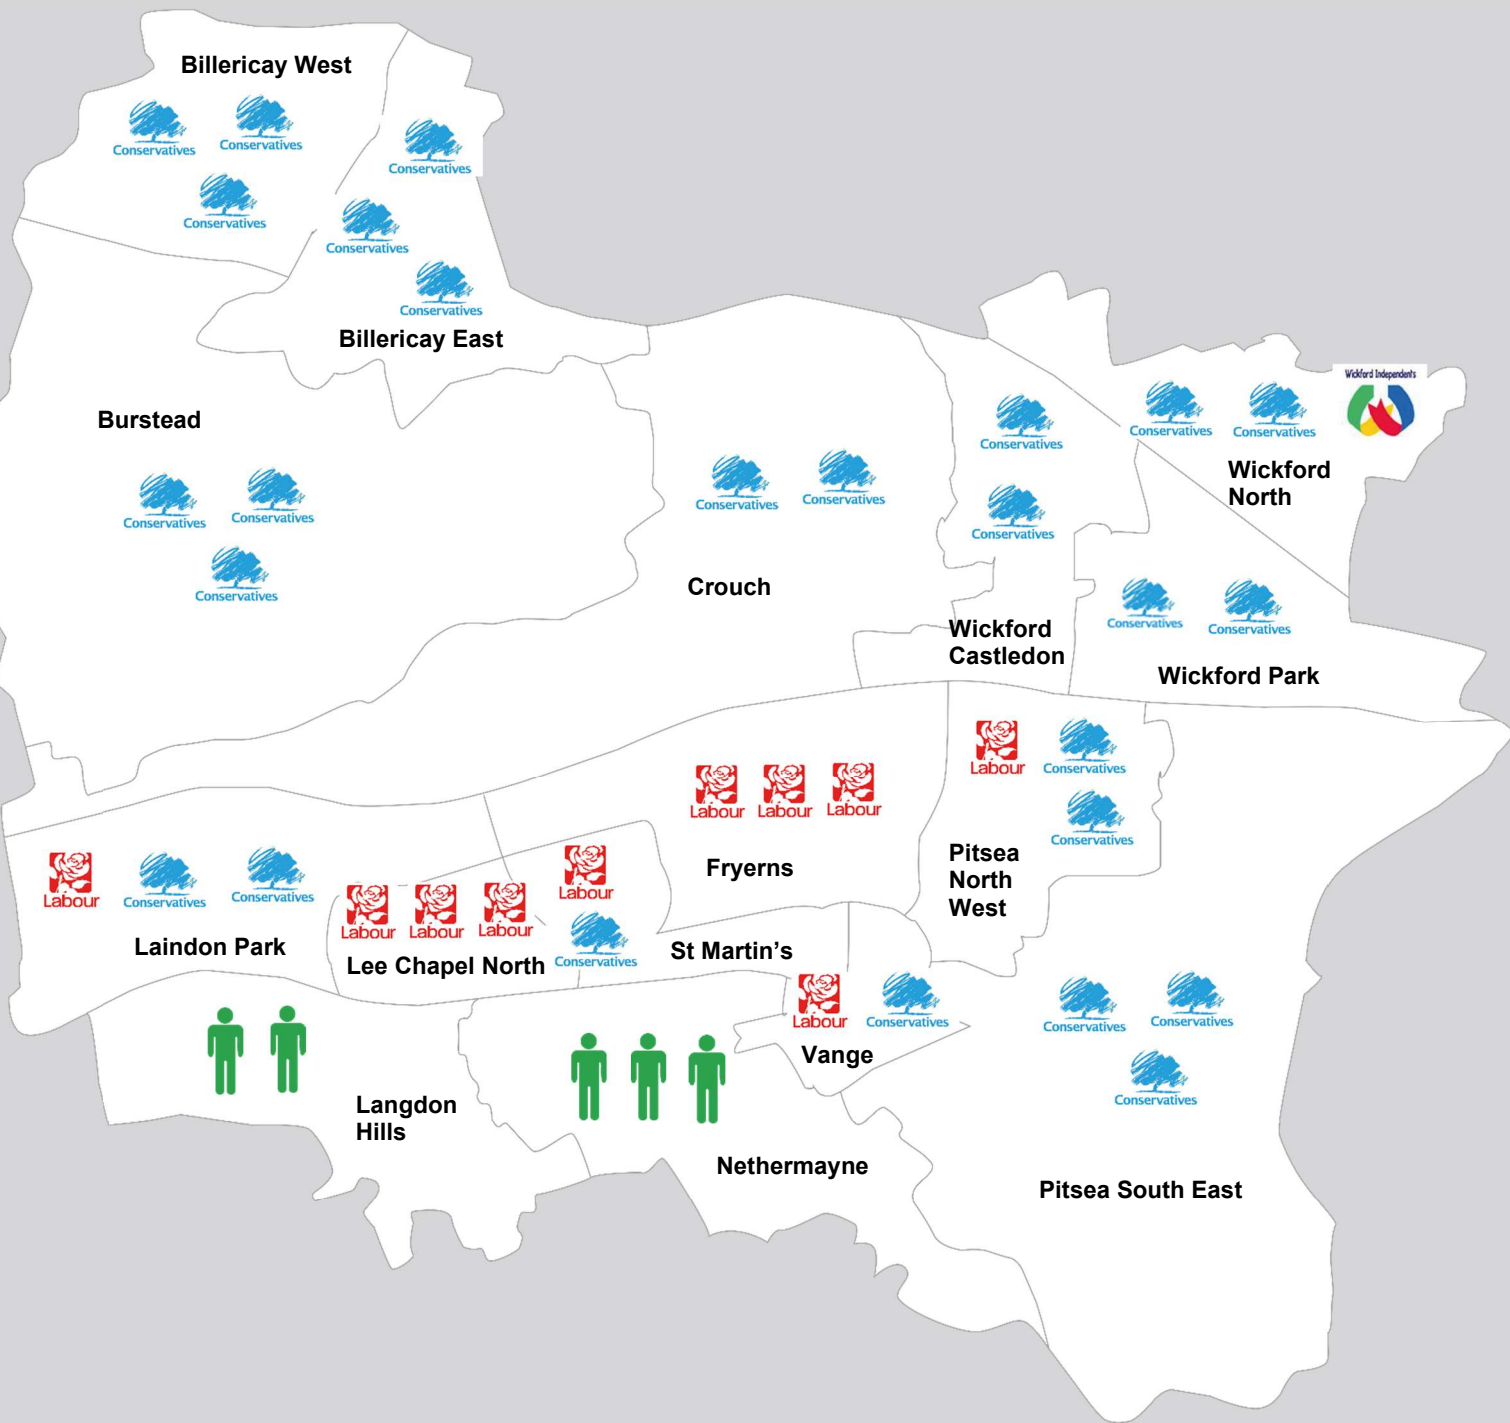 Billericay West
Conservatives
Conservatives
Conservatives
Conservatives
Conservatives
Conservatives
Billericay East
Burstead
Conservatives
Conservatives
Conservatives
Conservatives
Conservatives
Crouch
Conservatives
Conservatives
Wickford
Castledon
Wickford Independents
Conservatives
Conservatives
Wickford
North
Conservatives
Conservatives
Wickford Park
Labour
Conservatives
Conservatives
Pitsea
North
West
Labour
Labour
Labour
Fryerns
Labour
Conservatives
Conservatives
Laindon Park
Labour
Labour
Labour
Lee Chapel North
Labour
Conservatives
St Martin's
Labour
Conservatives
Vange
Conservatives
Conservatives
Conservatives
Pitsea South East
Langdon
Hills
Nethermayne